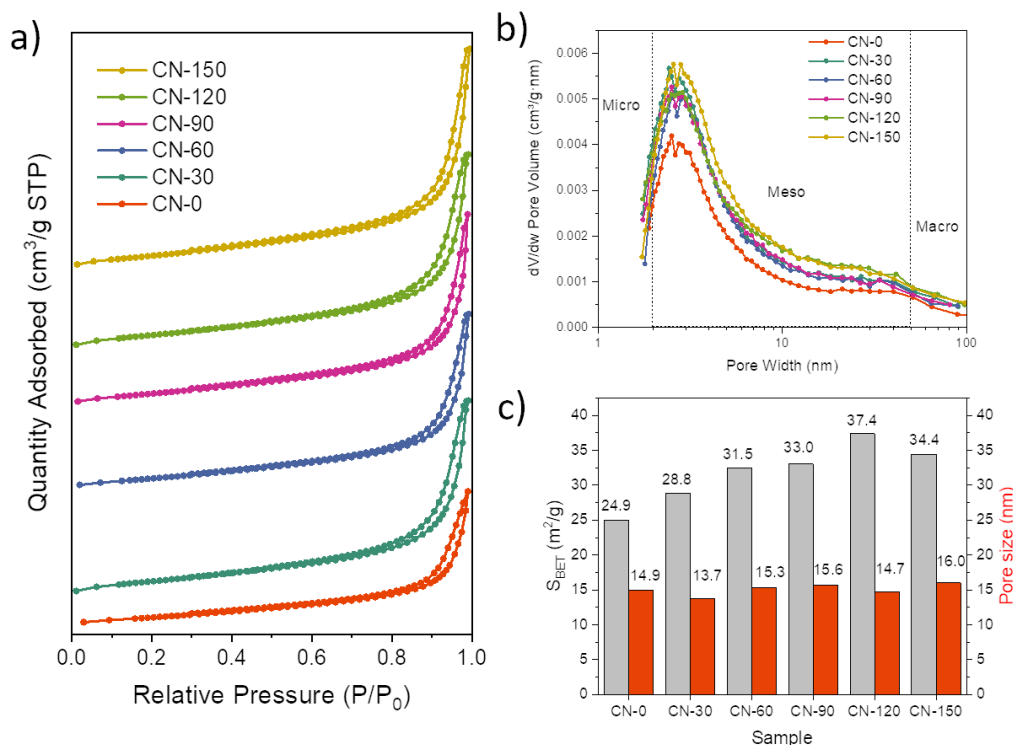 a)
CN-150
CN-120
CN-90
CN-60
CN-30
CN-0
Quantity Adsorbed (cm³/g STP)
0.0 0.2 0.4 0.6 0.8 1.0
Relative Pressure (P/P₀)
b)
0.006
0.005
0.004
0.003
0.002
0.001
0.000
dV/dw Pore Volume (cm³/g·nm)
Micro
Meso
Macro
CN-0
CN-30
CN-60
CN-90
CN-120
CN-150
1 10 100
Pore Width (nm)
c)
40
35
30
25
20
15
10
5
0
S_BET (m²/g)
24.9 28.8 31.5 33.0 37.4 34.4
14.9 13.7 15.3 15.6 14.7 16.0
40
35
30
25
20
15
10
5
0
Pore size (nm)
CN-0 CN-30 CN-60 CN-90 CN-120 CN-150
Sample